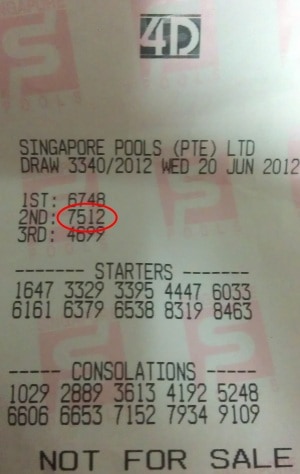 4D
SINGAPORE POOLS (PTE) LTD
DRAW 3340/2012 WED 20 JUN 2012
1ST: 6748
2ND: 7512
3RD: 4899
------- STARTERS -------
1647 3329 3395 4447 6033
6161 6379 6538 8319 8463
----- CONSOLATIONS -----
1029 2889 3613 4192 5248
6606 6653 7152 7934 9109
NOT FOR SALE